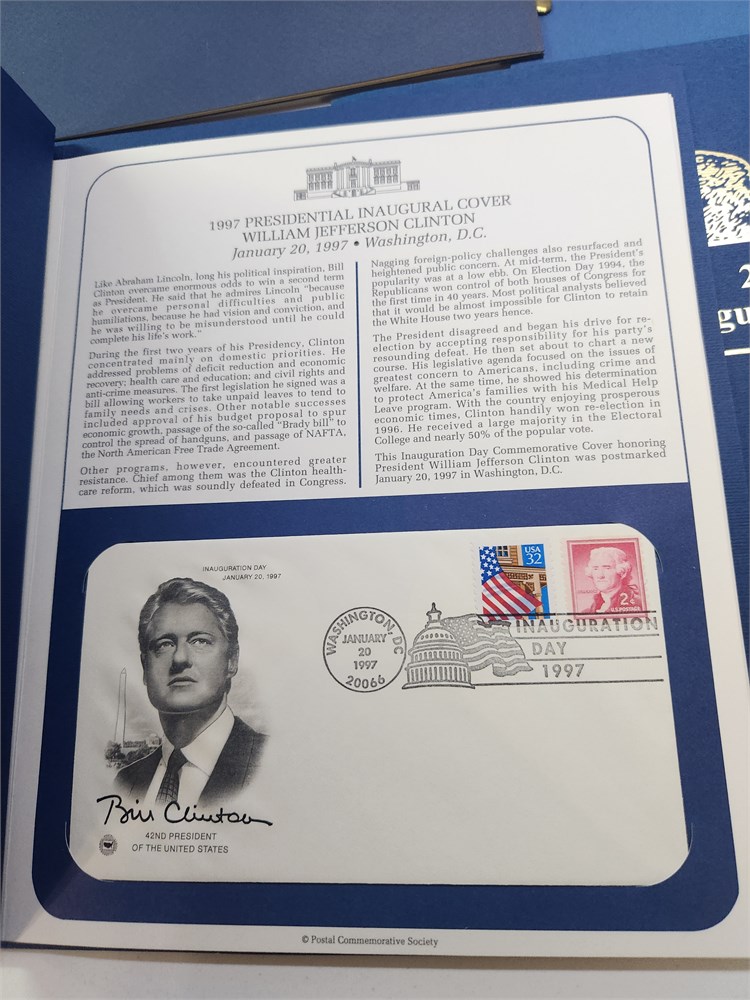 1997 PRESIDENTIAL INAUGURAL COVER
WILLIAM JEFFERSON CLINTON
January 20, 1997 • Washington, D.C.
Like Abraham Lincoln, long his political inspiration, Bill
Clinton overcame enormous odds to win a second term
as President. He said that he admires Lincoln "because
he overcame personal difficulties and public
humiliations, because he had vision and conviction, and
he was willing to be misunderstood until he could
complete his life's work."
During the first two years of his Presidency, Clinton
concentrated mainly on domestic priorities. He
addressed problems of deficit reduction and economic
recovery; health care and education; and civil rights and
anti-crime measures. The first legislation he signed was a
bill allowing workers to take unpaid leaves to tend to
family needs and crises. Other notable successes
included approval of his budget proposal to spur
economic growth, passage of the so-called "Brady bill" to
control the spread of handguns, and passage of NAFTA,
the North American Free Trade Agreement.
Other programs, however, encountered greater
resistance. Chief among them was the Clinton health-
care reform, which was soundly defeated in Congress.
Nagging foreign-policy challenges also resurfaced and
heightened public concern. At mid-term, the President's
popularity was at a low ebb. On Election Day 1994, the
Republicans won control of both houses of Congress for
the first time in 40 years. Most political analysts believed
that it would be almost impossible for Clinton to retain
the White House two years hence.
The President disagreed and began his drive for re-
election by accepting responsibility for his party's
resounding defeat. He then set about to chart a new
course. His legislative agenda focused on the issues of
greatest concern to Americans, including crime and
welfare. At the same time, he showed his determination
to protect America's families with his Medical Help
Leave program. With the country enjoying prosperous
economic times, Clinton handily won re-election in
1996. He received a large majority in the Electoral
College and nearly 50% of the popular vote.
This Inauguration Day Commemorative Cover honoring
President William Jefferson Clinton was postmarked
January 20, 1997 in Washington, D.C.
INAUGURATION DAY
JANUARY 20, 1997
USA
32
2¢
U.S. POSTAGE
WASHINGTON, DC
JANUARY
20
1997
20066
INAUGURATION
DAY
1997
Bill Clinton
42ND PRESIDENT
OF THE UNITED STATES
© Postal Commemorative Society
2
gu